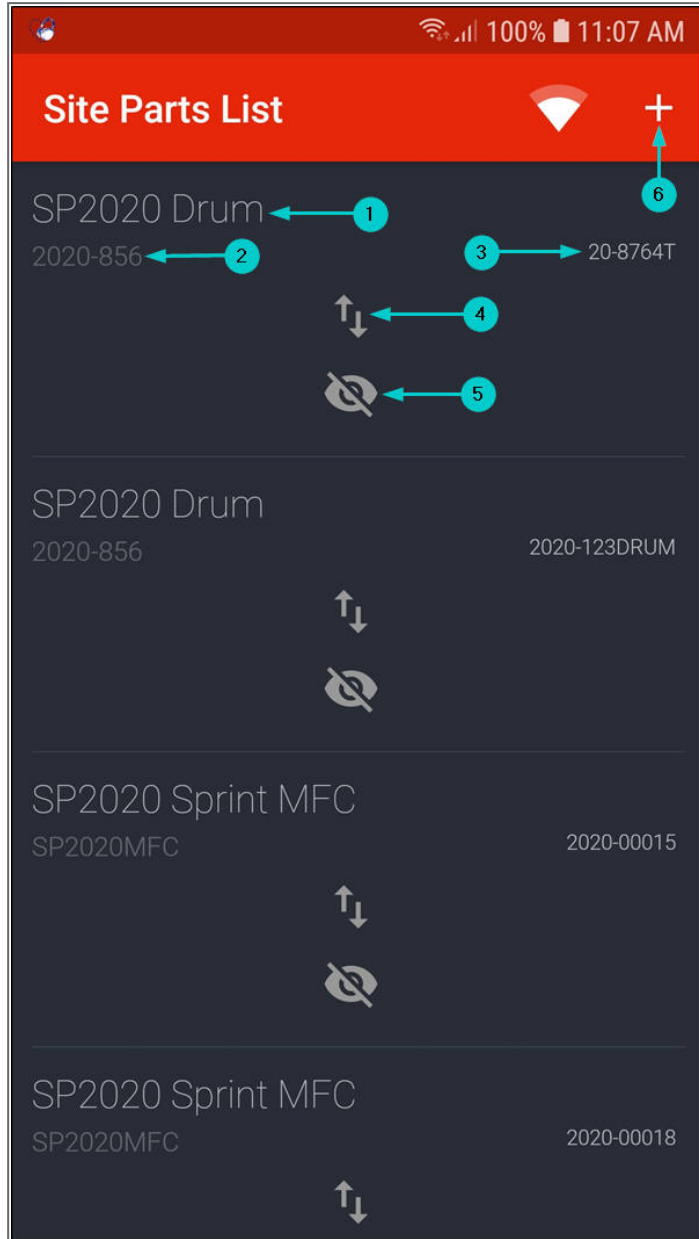 100% 11:07 AM
Site Parts List
6
SP2020 Drum 1
2020-856 2 3 20-8764T
4
5
SP2020 Drum
2020-856 2020-123DRUM
SP2020 Sprint MFC
SP2020MFC 2020-00015
SP2020 Sprint MFC
SP2020MFC 2020-00018